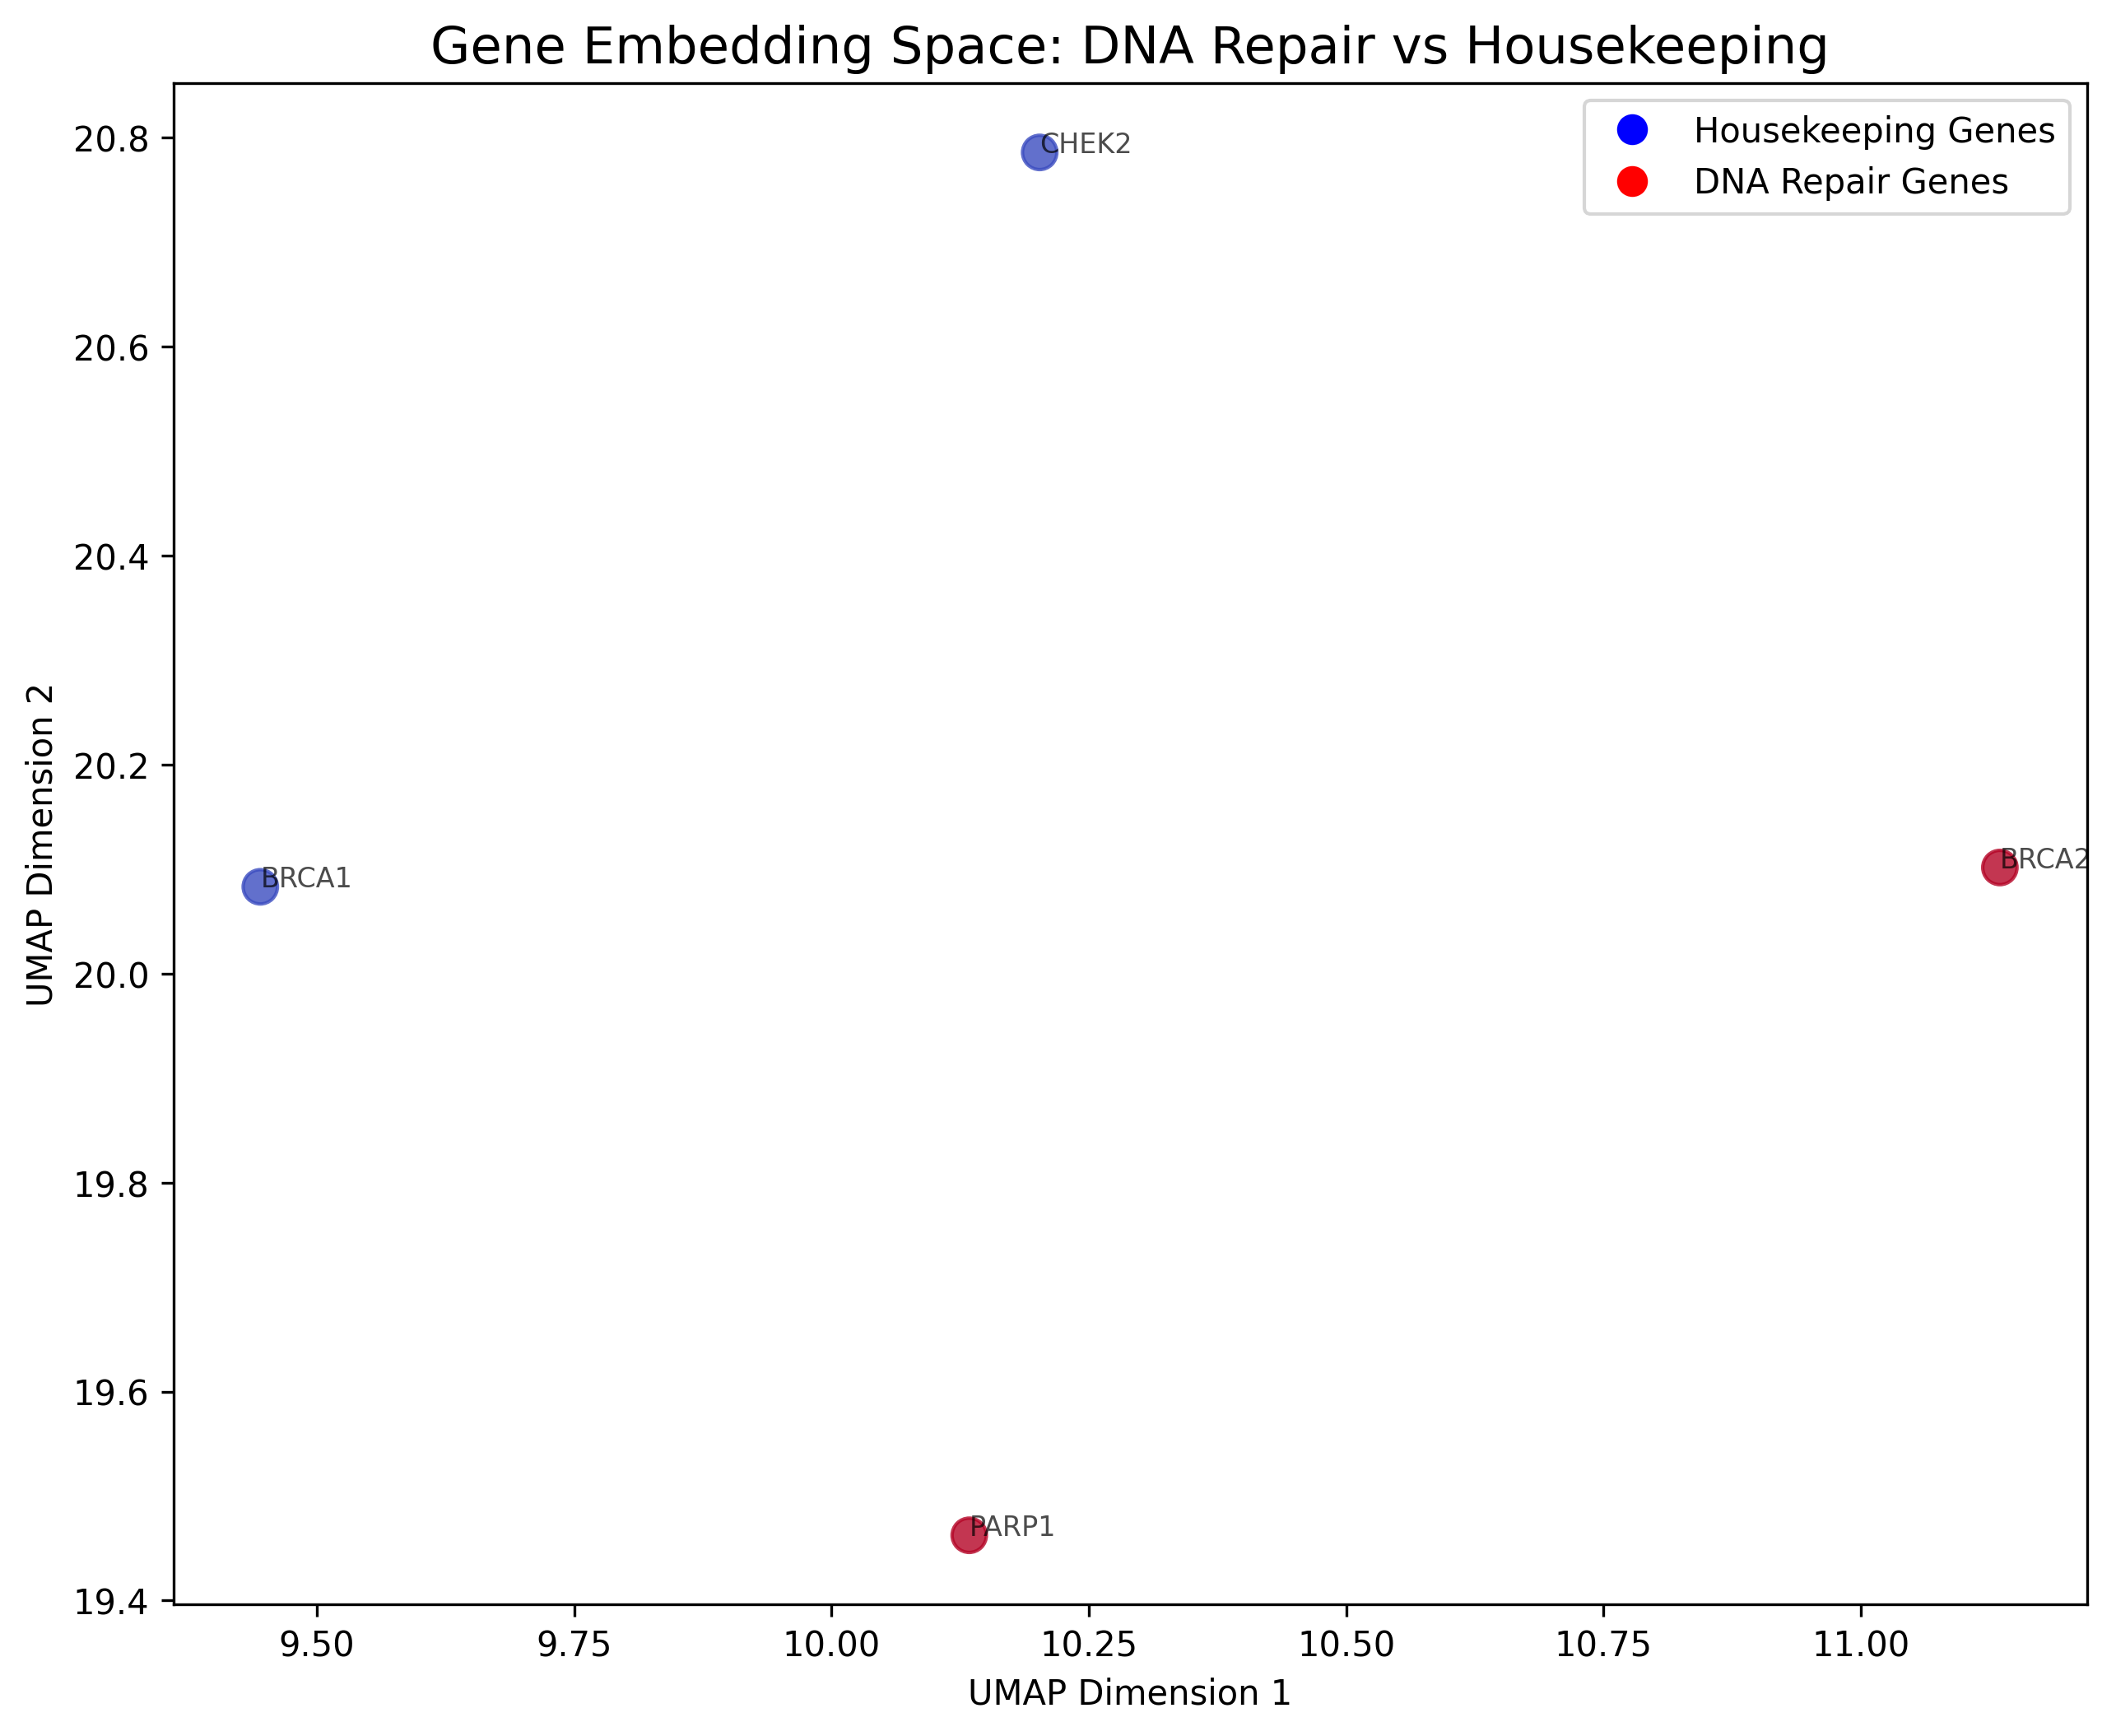 Gene Embedding Space: DNA Repair vs Housekeeping
Housekeeping Genes
DNA Repair Genes
CHEK2
BRCA1
BRCA2
PARP1
UMAP Dimension 2
20.8
20.6
20.4
20.2
20.0
19.8
19.6
19.4
9.50
9.75
10.00
10.25
10.50
10.75
11.00
UMAP Dimension 1